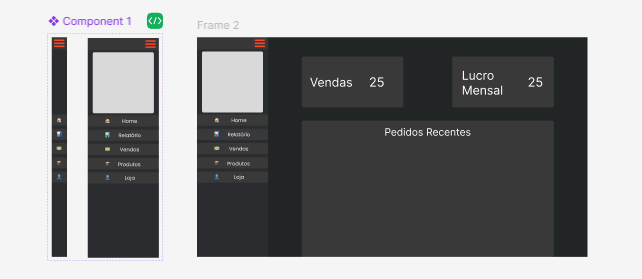 Component 1
</>
Home
Relatório
Vendas
Produtos
Loja
Frame 2
Home
Relatório
Vendas
Produtos
Loja
Vendas 25
Lucro
Mensal 25
Pedidos Recentes